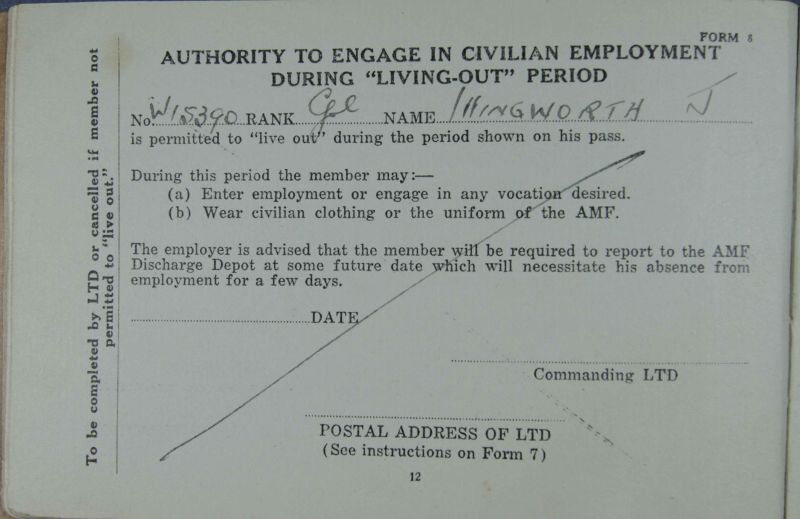 FORM 8
AUTHORITY TO ENGAGE IN CIVILIAN EMPLOYMENT
DURING "LIVING-OUT" PERIOD
No. W15390 RANK Cpl NAME Illingworth J
is permitted to "live out" during the period shown on his pass.
During this period the member may:—
(a) Enter employment or engage in any vocation desired.
(b) Wear civilian clothing or the uniform of the AMF.
The employer is advised that the member will be required to report to the AMF
Discharge Depot at some future date which will necessitate his absence from
employment for a few days.
DATE
Commanding LTD
POSTAL ADDRESS OF LTD
(See instructions on Form 7)
12
To be completed by LTD or cancelled if member not
permitted to "live out."